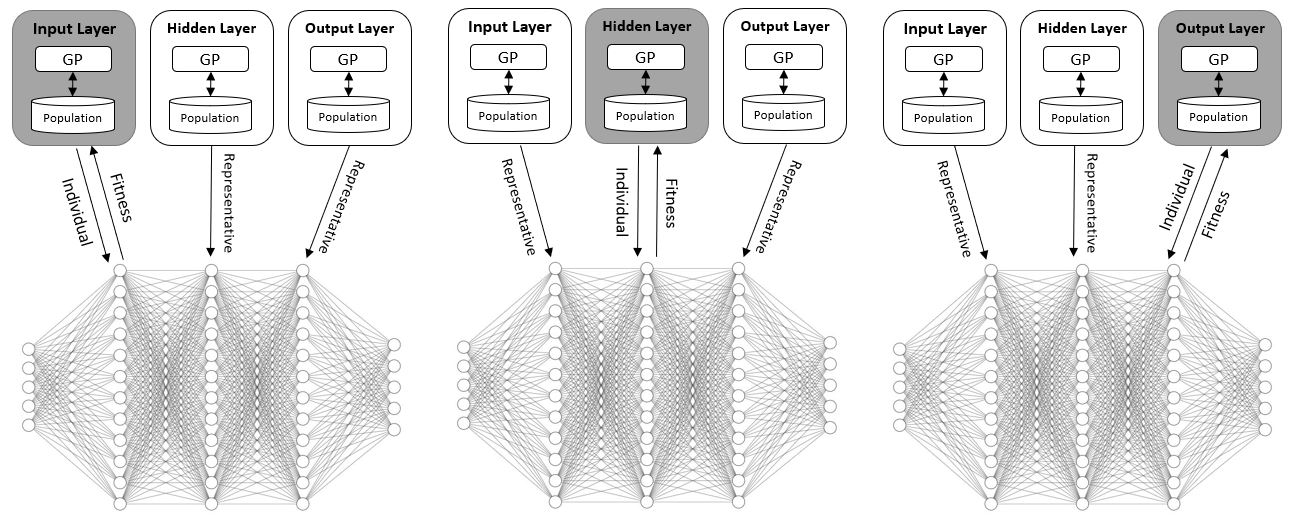 Input Layer
GP
Population
Hidden Layer
GP
Population
Output Layer
GP
Population
Individual
Fitness
Representative
Representative
Input Layer
GP
Population
Hidden Layer
GP
Population
Output Layer
GP
Population
Representative
Individual
Fitness
Representative
Input Layer
GP
Population
Hidden Layer
GP
Population
Output Layer
GP
Population
Representative
Representative
Individual
Fitness